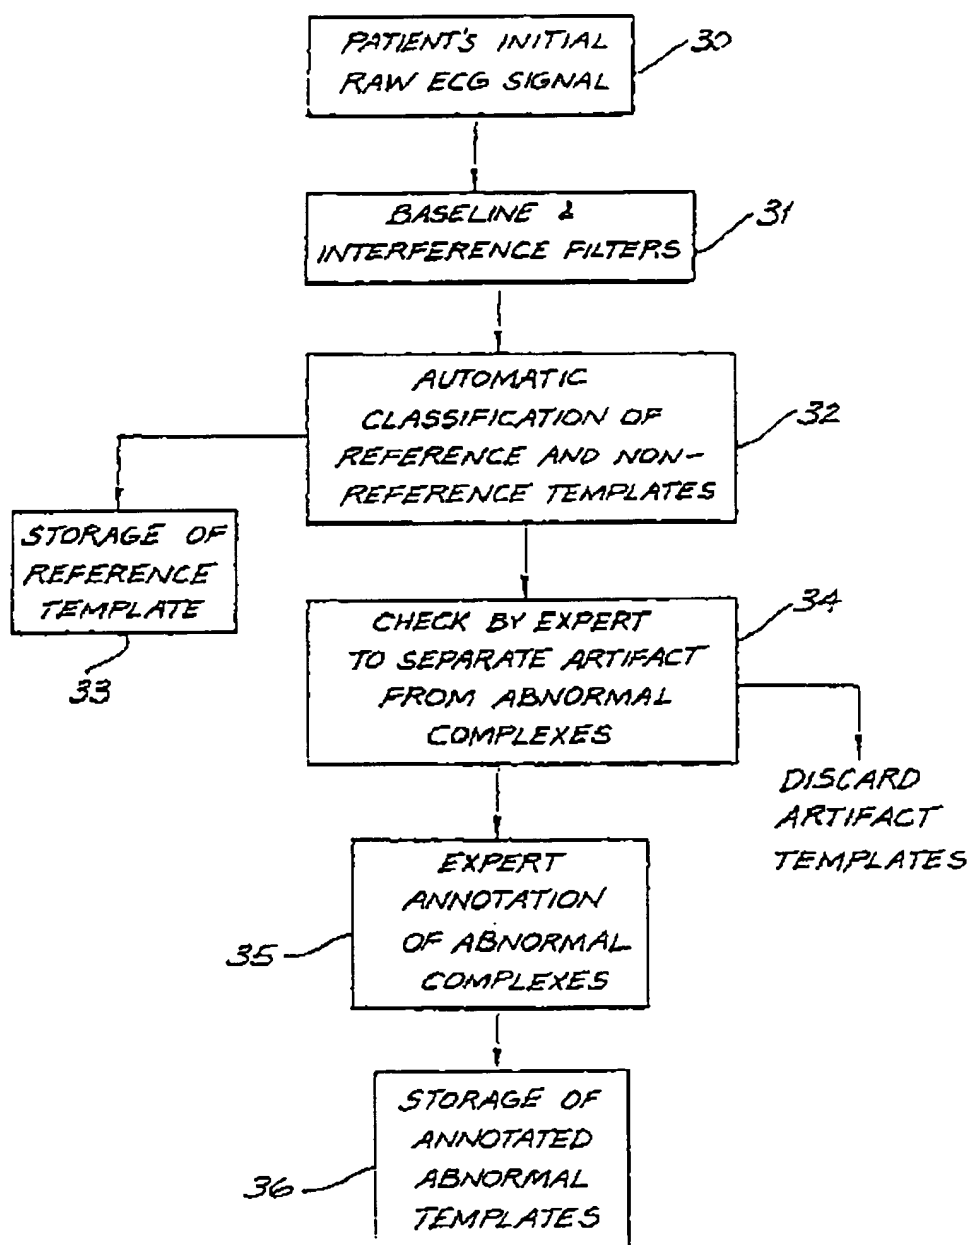 PATIENT'S INITIAL
RAW ECG SIGNAL
30
BASELINE &
INTERFERENCE FILTERS
31
AUTOMATIC
CLASSIFICATION OF
REFERENCE AND NON-
REFERENCE TEMPLATES
32
STORAGE OF
REFERENCE
TEMPLATE
33
CHECK BY EXPERT
TO SEPARATE ARTIFACT
FROM ABNORMAL
COMPLEXES
34
DISCARD
ARTIFACT
TEMPLATES
EXPERT
ANNOTATION
OF ABNORMAL
COMPLEXES
35
STORAGE OF
ANNOTATED
ABNORMAL
TEMPLATES
36